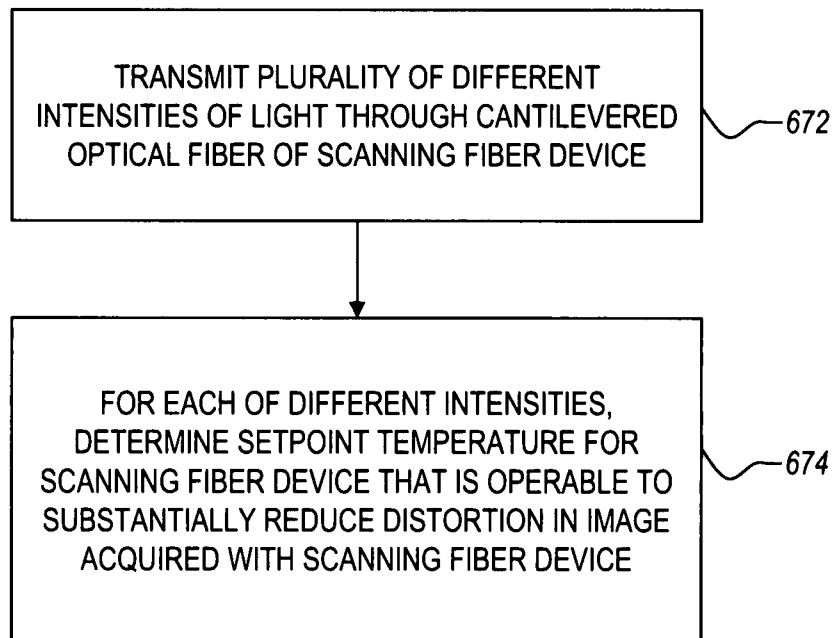 TRANSMIT PLURALITY OF DIFFERENT
INTENSITIES OF LIGHT THROUGH CANTILEVERED
OPTICAL FIBER OF SCANNING FIBER DEVICE
672
FOR EACH OF DIFFERENT INTENSITIES,
DETERMINE SETPOINT TEMPERATURE FOR
SCANNING FIBER DEVICE THAT IS OPERABLE TO
SUBSTANTIALLY REDUCE DISTORTION IN IMAGE
ACQUIRED WITH SCANNING FIBER DEVICE
674